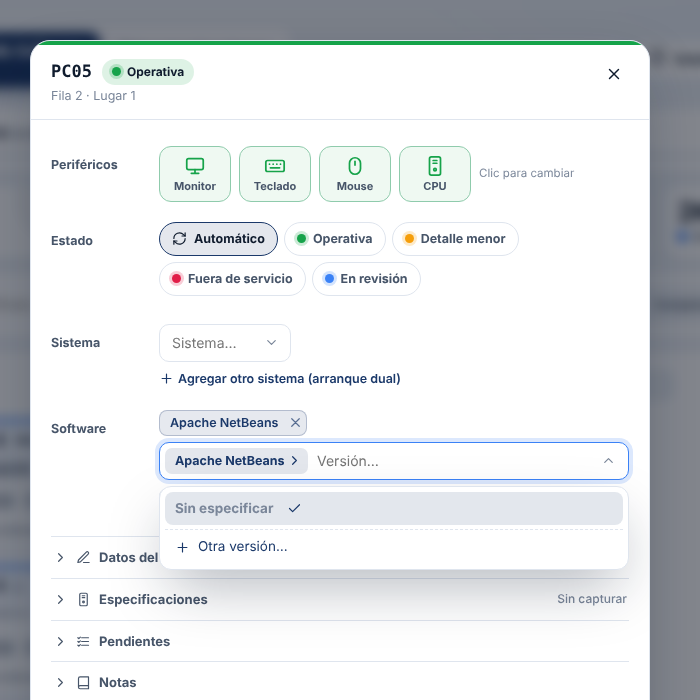 PC05 Operativa
Fila 2 · Lugar 1
Periféricos
Monitor Teclado Mouse CPU Clic para cambiar
Estado
Automático Operativa Detalle menor
Fuera de servicio En revisión
Sistema
Sistema...
Agregar otro sistema (arranque dual)
Software
Apache NetBeans
Apache NetBeans Versión...
Sin especificar
Otra versión...
Datos del
Especificaciones Sin capturar
Pendientes
Notas